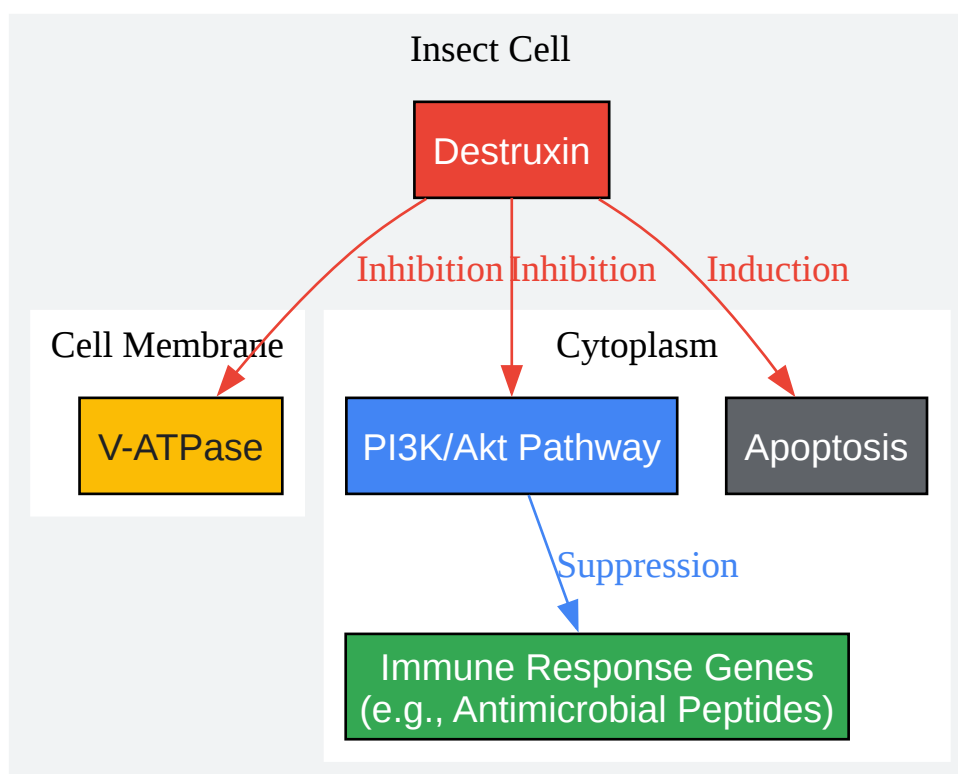 Insect Cell
Destruxin
Inhibition
Inhibition
Induction
Cell Membrane
Cytoplasm
V-ATPase
PI3K/Akt Pathway
Apoptosis
Suppression
Immune Response Genes
(e.g., Antimicrobial Peptides)